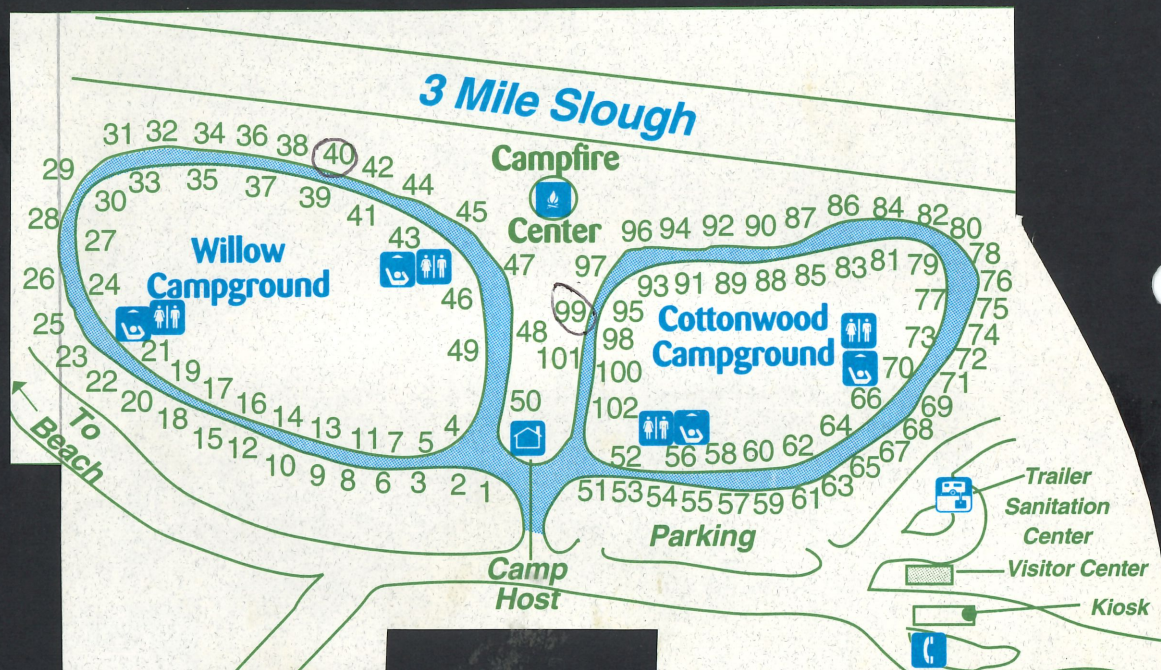 3 Mile Slough
31 32 34 36 38 40 42 44 45 47
29 30 33 35 37 39 41 43
28 27
26 24
25
23 21 19 17 16 14 13 11 7 5 4
22 20 18 15 12 10 9 8 6 3 2 1
46
49
48
50
Willow
Campground
Campfire
Center
96 94 92 90 87 86 84 82 80
97 93 91 89 88 85 83 81 79 78
99 95 77 76
101 98 73 75
100 70 74
102 66 72
71
69
68
67
52 56 58 60 62 64 65
51 53 54 55 57 59 61 63
Cottonwood
Campground
To
Beach
Parking
Camp
Host
Trailer
Sanitation
Center
Visitor Center
Kiosk